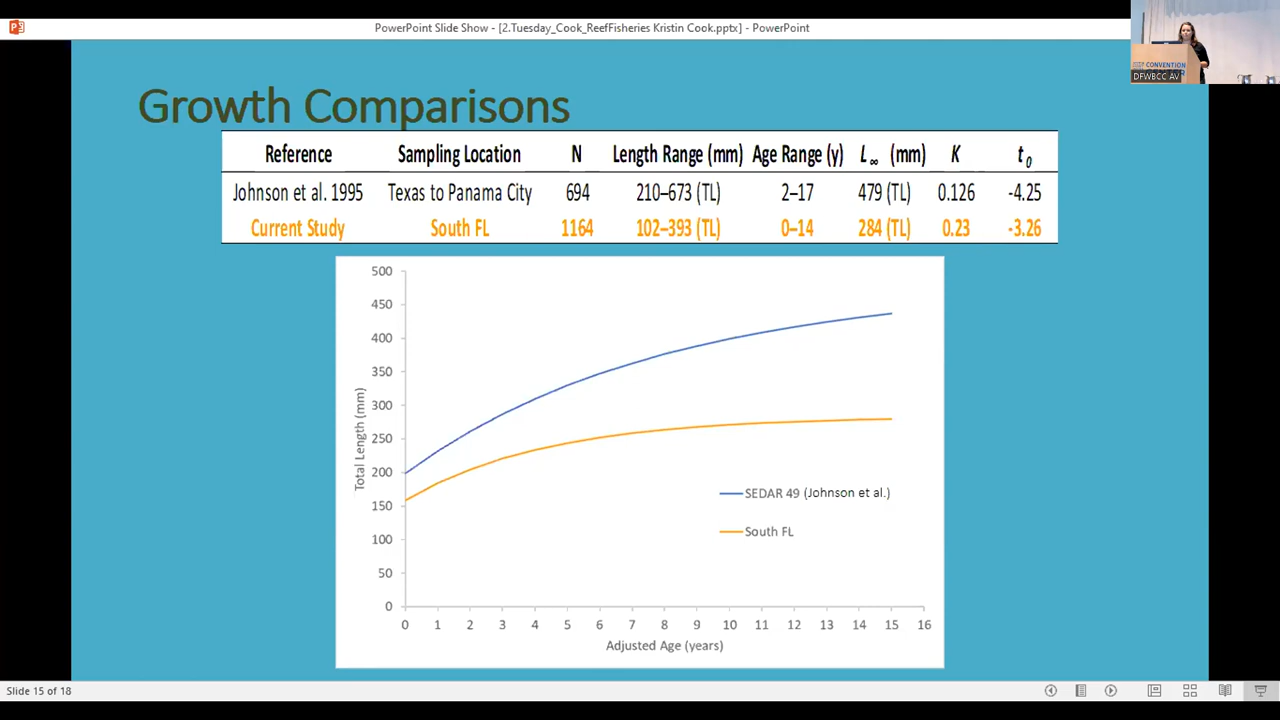 PowerPoint Slide Show - [2.Tuesday_Cook_ReefFisheries Kristin Cook.pptx] - PowerPoint
CONVENTION
DFWBCC AV
Growth Comparisons
Reference Sampling Location N Length Range (mm) Age Range (y) L∞ (mm) K t0
Johnson et al. 1995 Texas to Panama City 694 210–673 (TL) 2–17 479 (TL) 0.126 -4.25
Current Study South FL 1164 102–393 (TL) 0–14 284 (TL) 0.23 -3.26
500
450
400
350
300
250
200
150
100
50
0
Total Length (mm)
SEDAR 49 (Johnson et al.)
South FL
0 1 2 3 4 5 6 7 8 9 10 11 12 13 14 15 16
Adjusted Age (years)
Slide 15 of 18